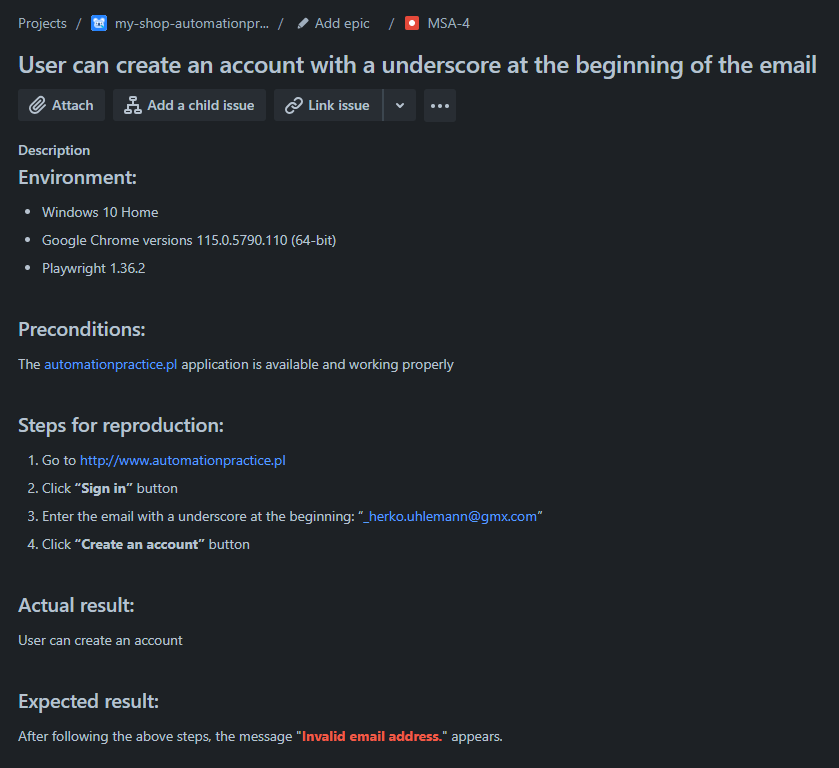 Projects / my-shop-automationpr... / Add epic / MSA-4
User can create an account with a underscore at the beginning of the email
Attach Add a child issue Link issue
Description
Environment:
• Windows 10 Home
• Google Chrome versions 115.0.5790.110 (64-bit)
• Playwright 1.36.2
Preconditions:
The automationpractice.pl application is available and working properly
Steps for reproduction:
1. Go to http://www.automationpractice.pl
2. Click “Sign in” button
3. Enter the email with a underscore at the beginning: “_herko.uhlemann@gmx.com”
4. Click “Create an account” button
Actual result:
User can create an account
Expected result:
After following the above steps, the message "Invalid email address." appears.